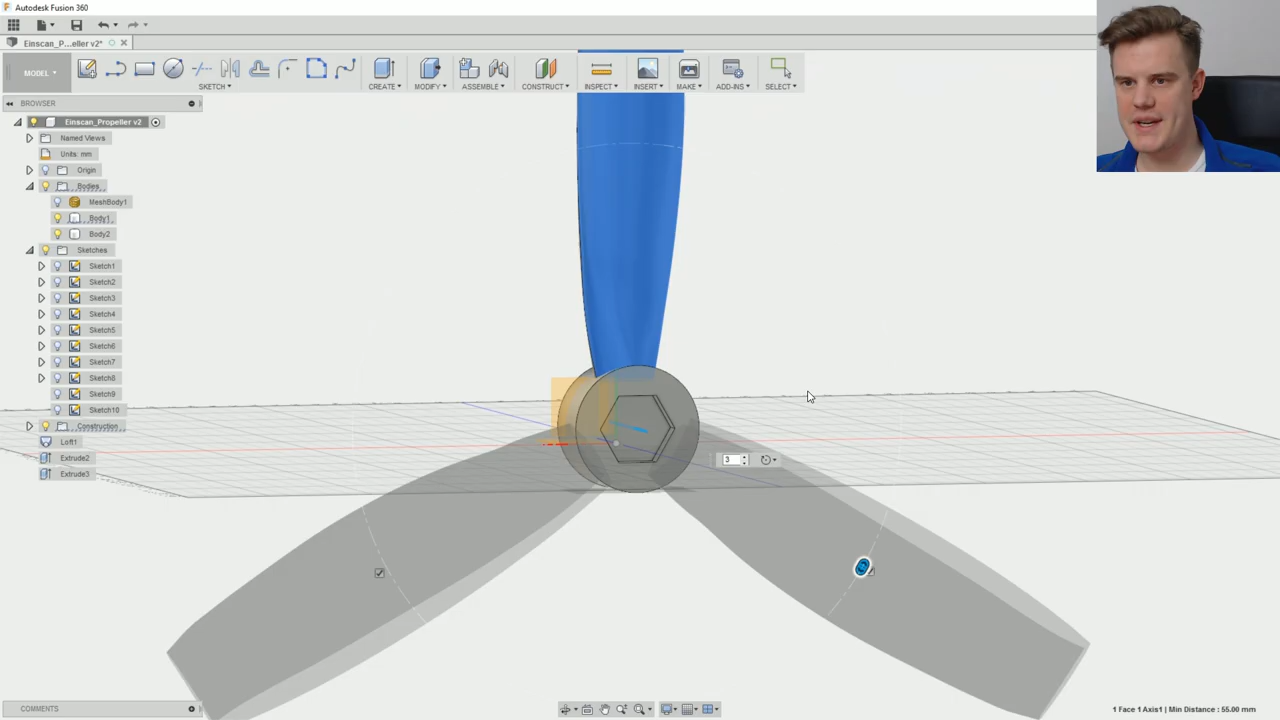 Autodesk Fusion 360
Einscan_P...eller v2*
MODEL
SKETCH
CREATE
MODIFY
ASSEMBLE
CONSTRUCT
INSPECT
INSERT
MAKE
ADD-INS
SELECT
BROWSER
Einscan_Propeller v2
Named Views
Units: mm
Origin
Bodies
MeshBody1
Body1
Body2
Sketches
Sketch1
Sketch2
Sketch3
Sketch4
Sketch5
Sketch6
Sketch7
Sketch8
Sketch9
Sketch10
Construction
Loft1
Extrude2
Extrude3
3
COMMENTS
1 Face 1 Axis1 | Min Distance : 55.00 mm